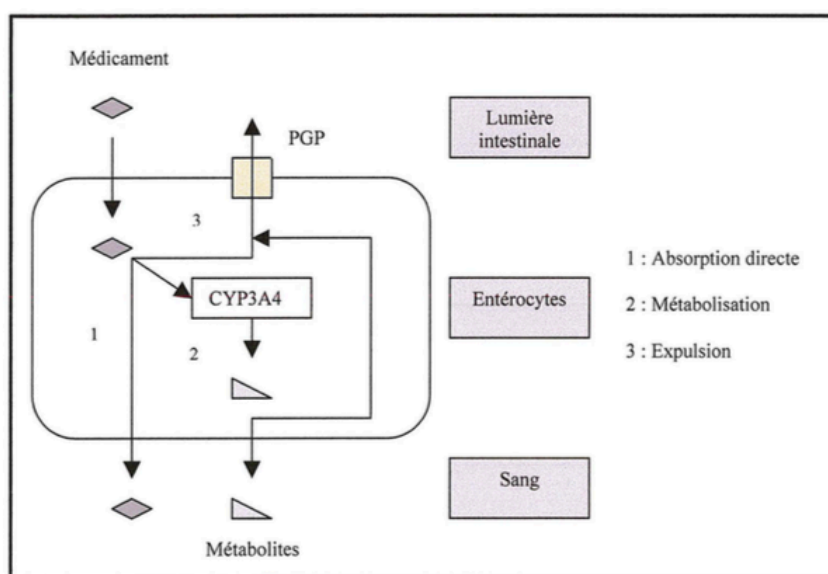 Médicament
Lumière
intestinale
PGP
3
1 : Absorption directe
CYP3A4
Entérocytes
2 : Métabolisation
1
2
3 : Expulsion
Sang
Métabolites